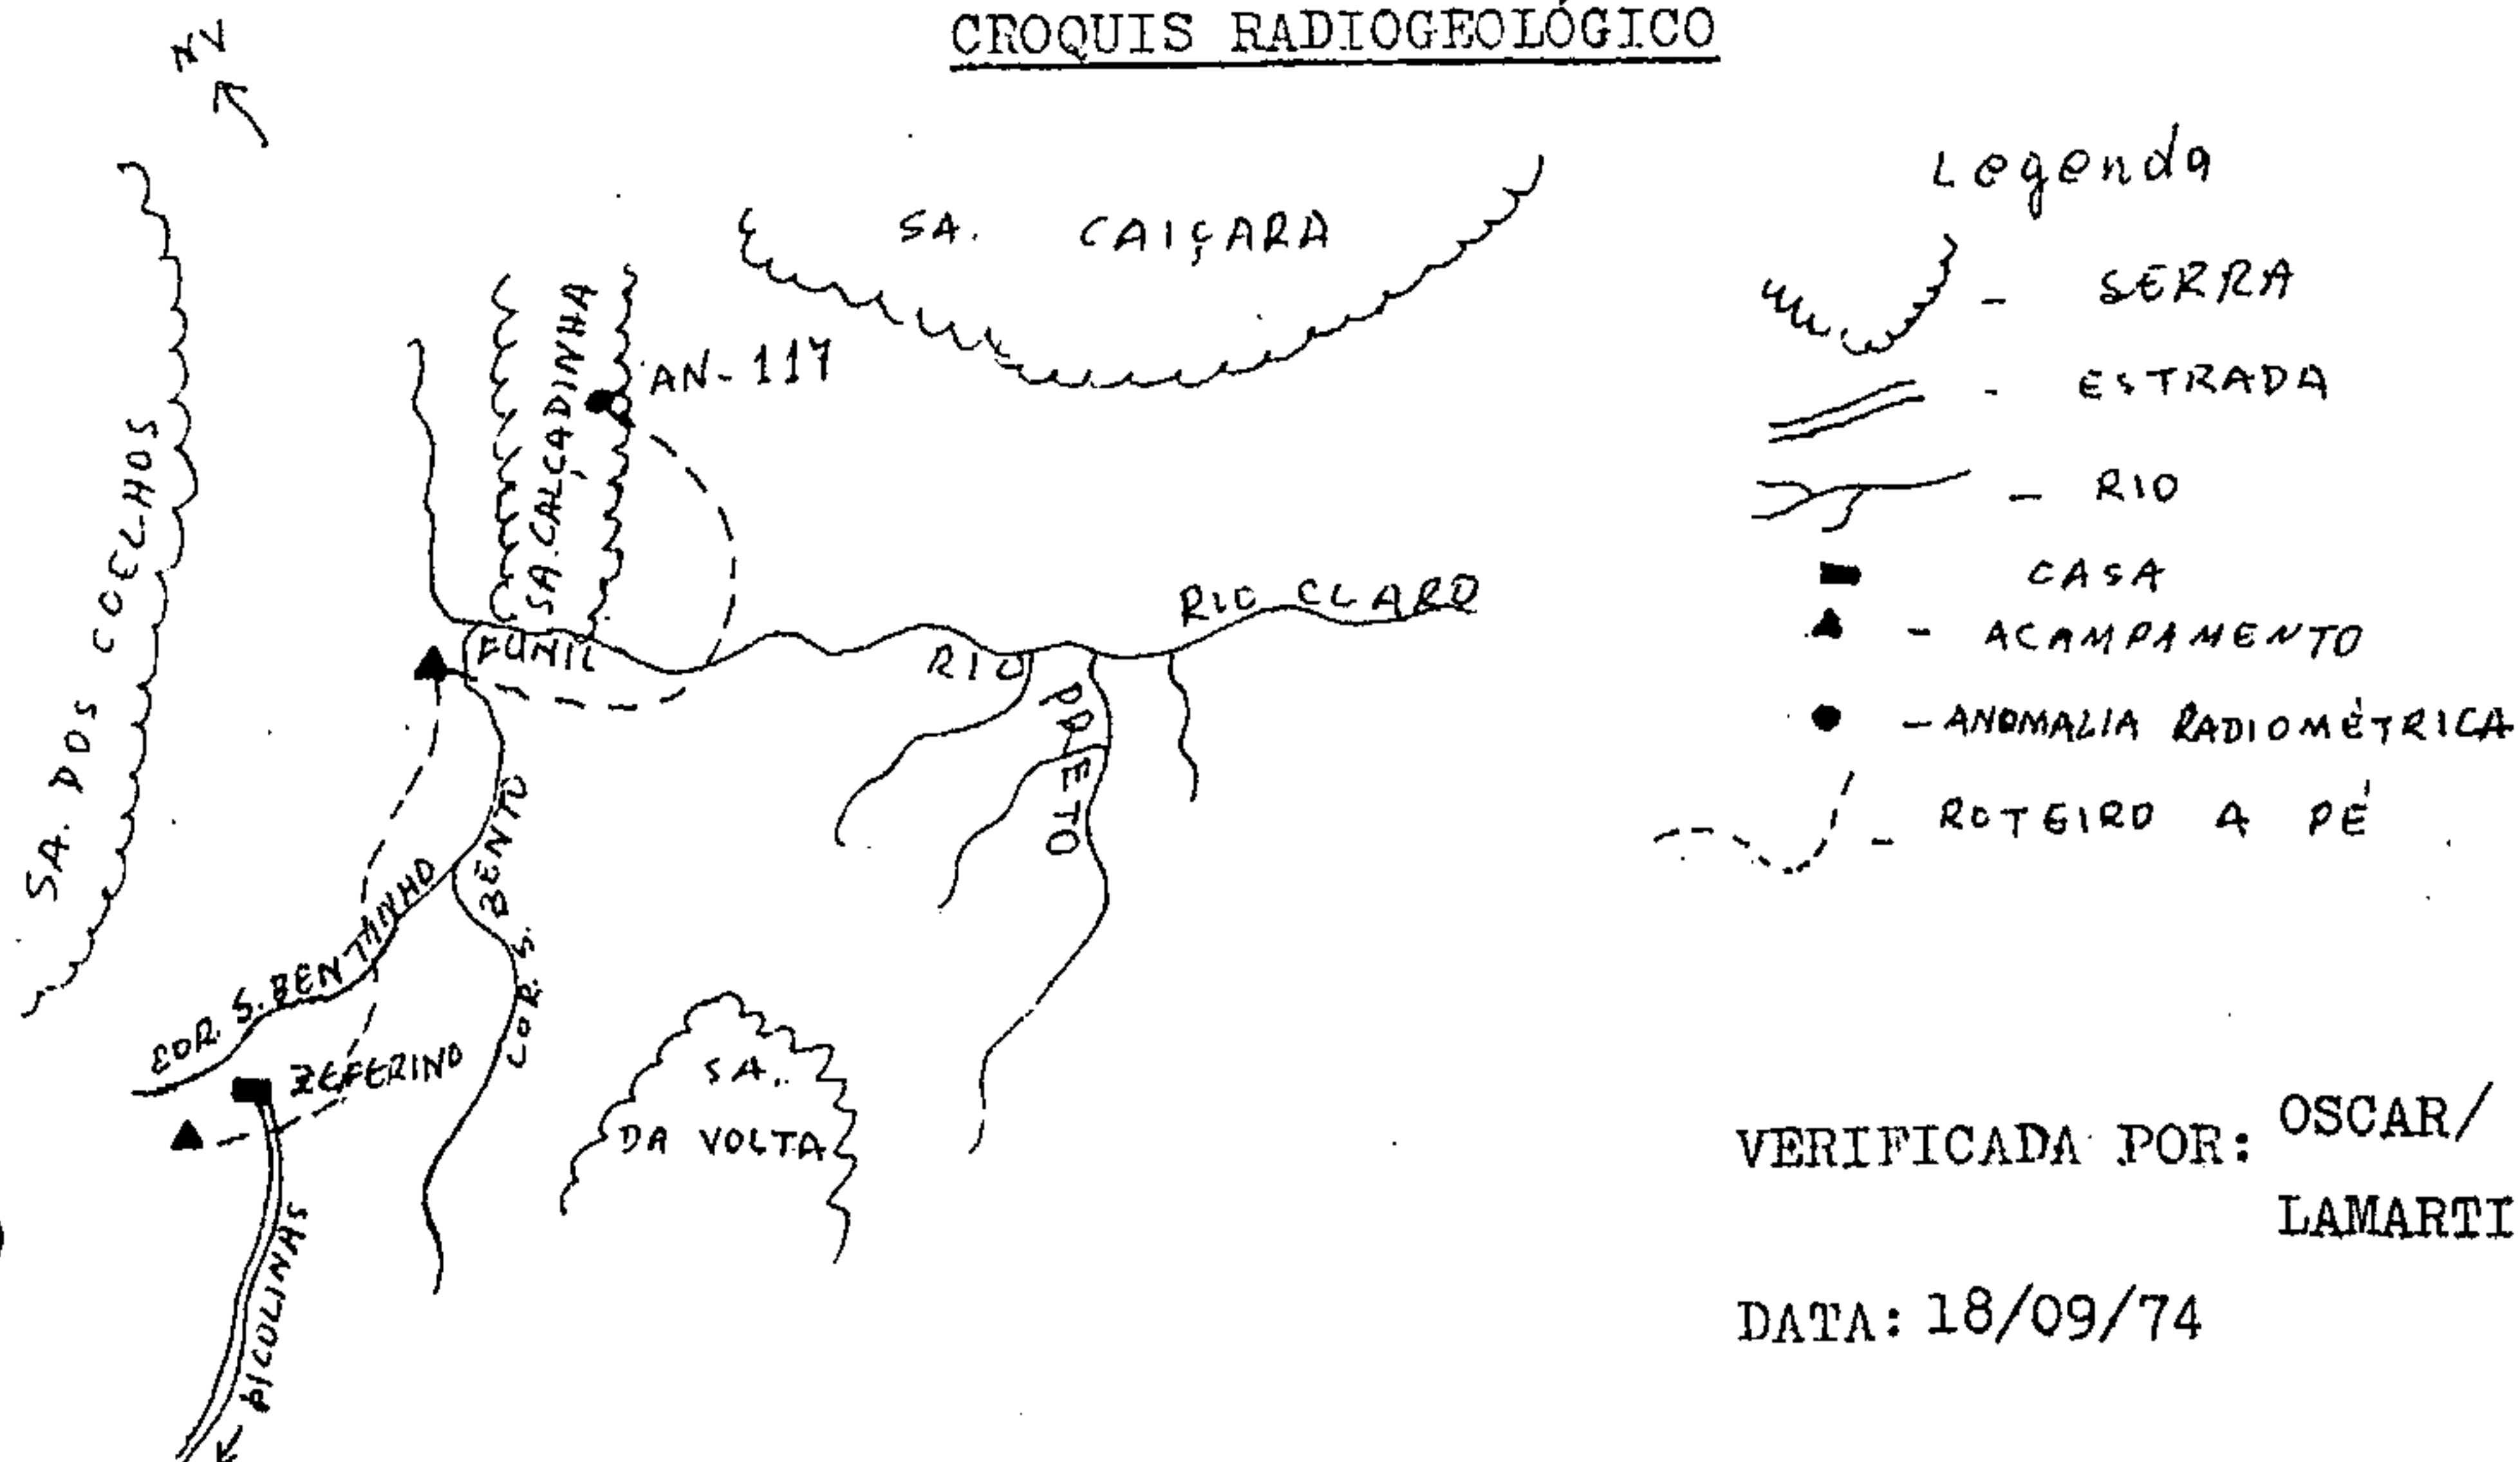 CROQUIS RADIOGEOLÓGICO
NV
SA. CAIÇARA
SA. CALÇADINHA
AN-117
SA. DOS COELHOS
RIO CLARO
FUNIL
RIO PRETO
COR. S. BENTO
COR. S. BENTINHO
ZEFERINO
SA.
DA VOLTA
Legenda
- SERRA
- ESTRADA
- RIO
CASA
- ACAMPAMENTO
- ANOMALIA RADIOMÉTRICA
- ROTEIRO A PÉ
VERIFICADA POR: OSCAR/
LAMARTI
DATA: 18/09/74